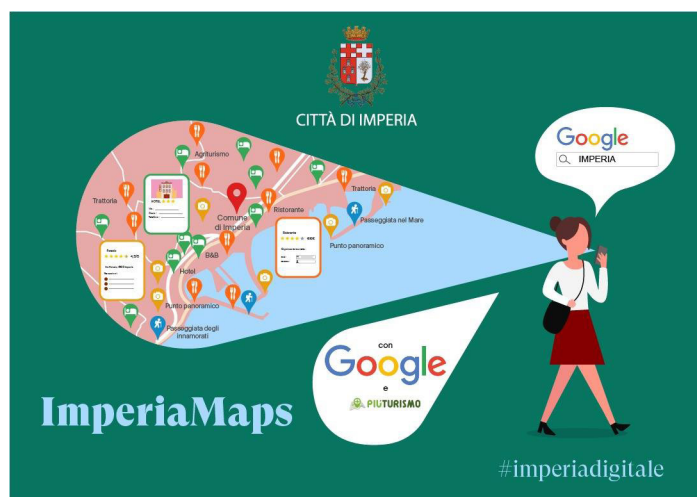 CITTÀ DI IMPERIA
Google
IMPERIA
Agriturismo
Trattoria
HOTEL
Comune
di Imperia
Ristorante
Trattoria
Passeggiata nel Mare
Punto panoramico
B&B
Hotel
Punto panoramico
Passeggiata degli
innamorati
con
Google
e
PIUTURISMO
ImperiaMaps
#imperiadigitale